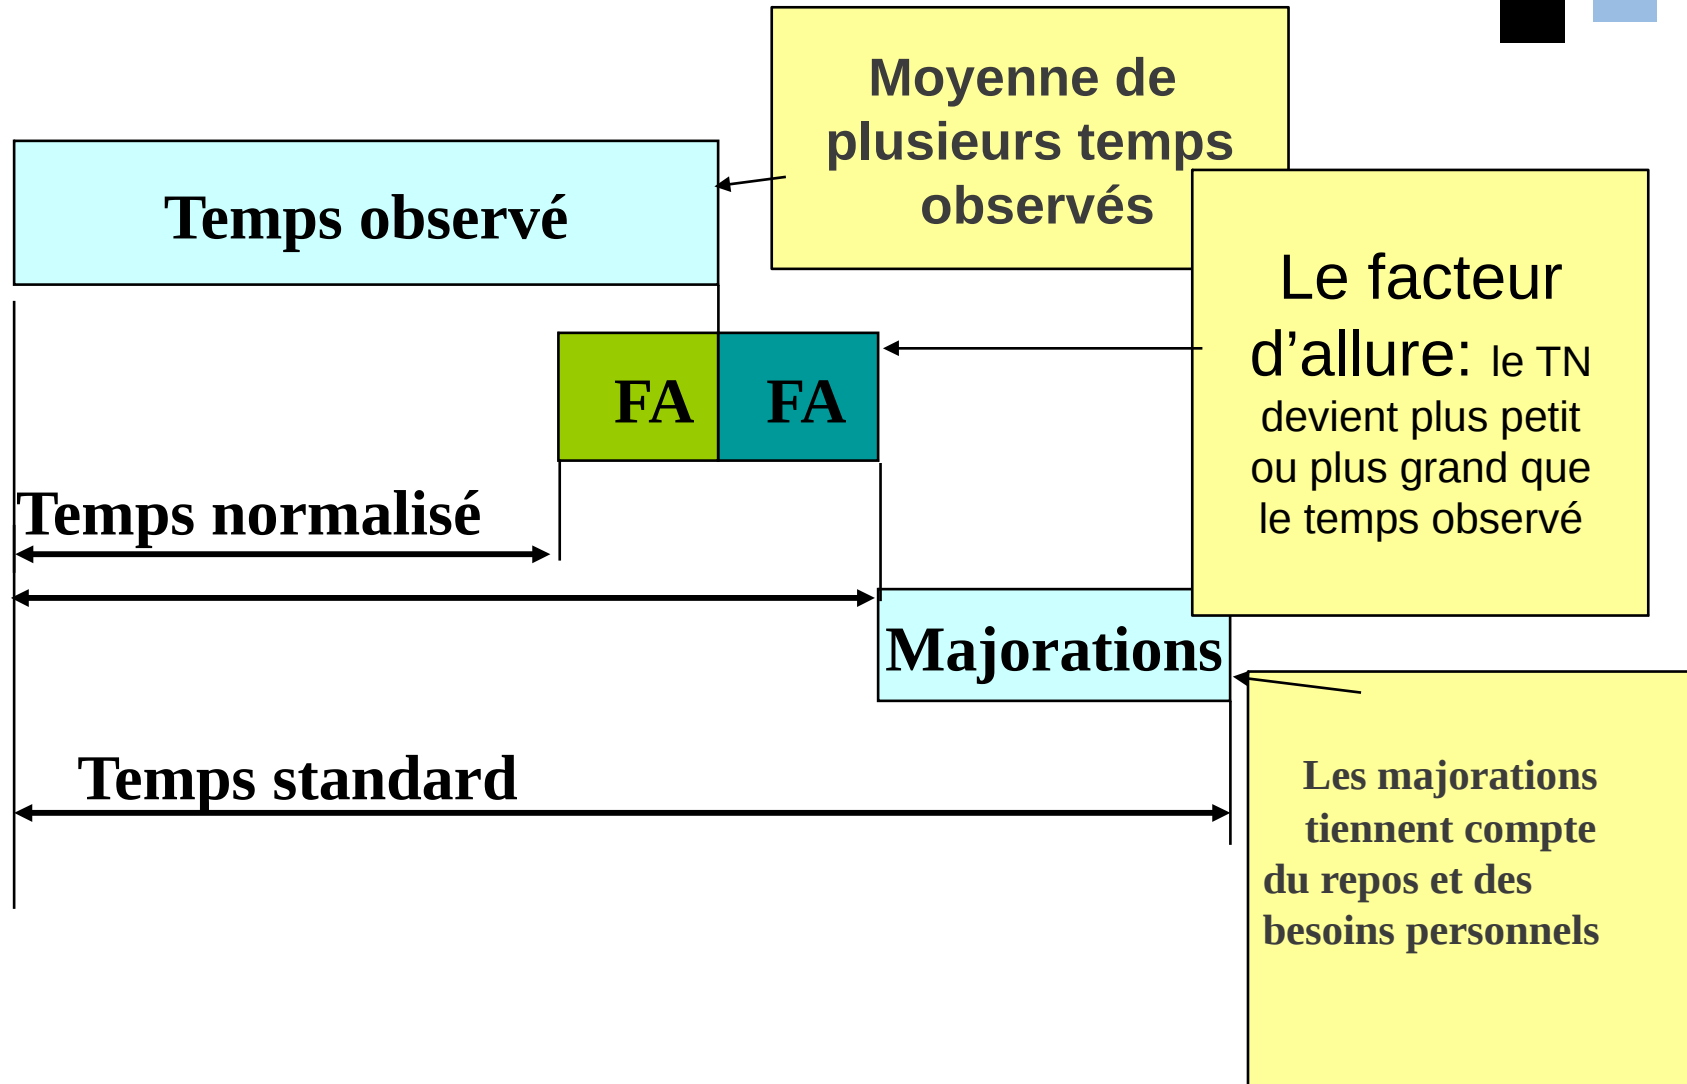 Moyenne de
plusieurs temps
observés
Temps observé
Le facteur
d’allure: le TN
devient plus petit
ou plus grand que
le temps observé
FA FA
Temps normalisé
Majorations
Temps standard
Les majorations
tiennent compte
du repos et des
besoins personnels